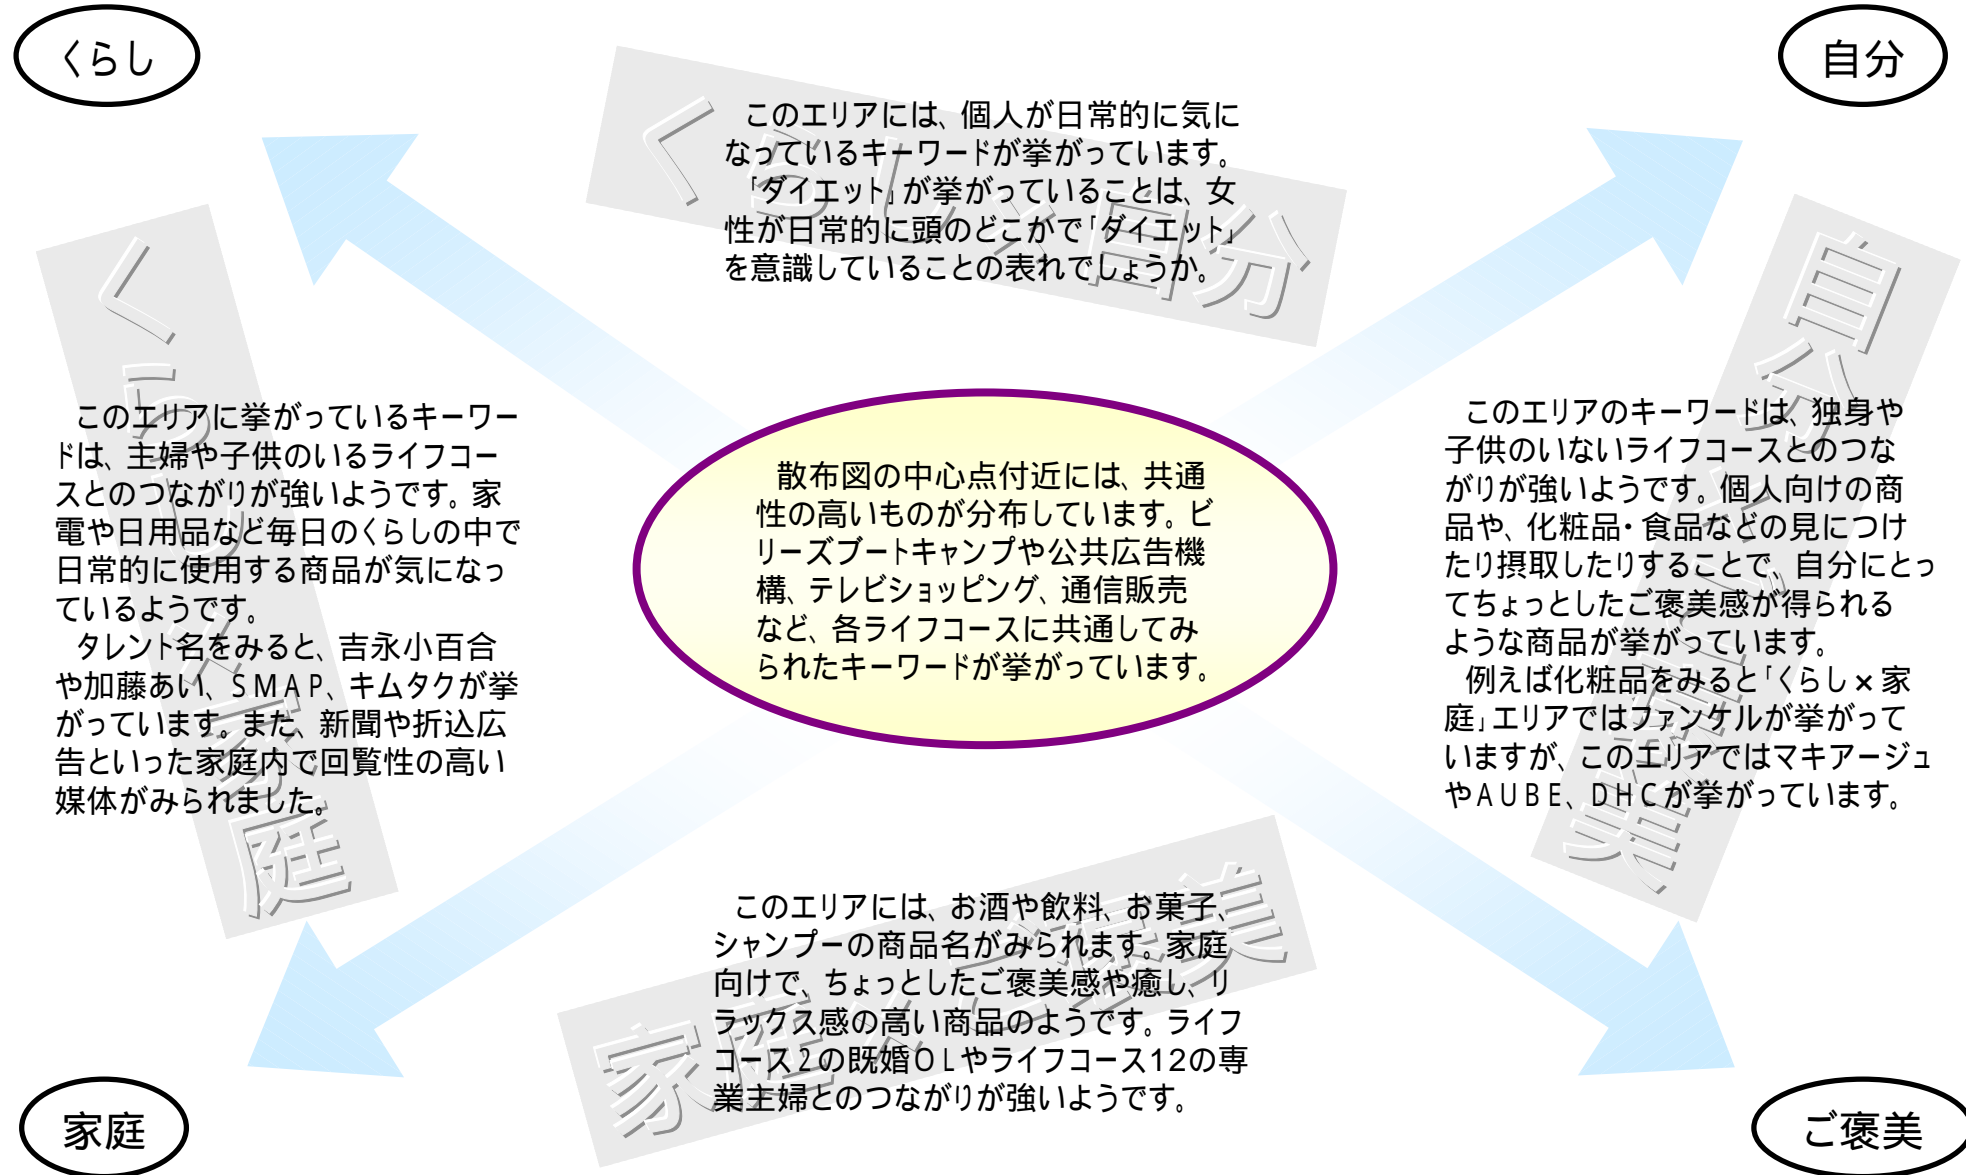 くらし
自分
くらし×自分
このエリアには、個人が日常的に気に
なっているキーワードが挙がっています。
「ダイエット」が挙がっていることは、女
性が日常的に頭のどこかで「ダイエット」
を意識していることの表れでしょうか。
くらし×家庭
このエリアに挙がっているキーワー
ドは、主婦や子供のいるライフコー
スとのつながりが強いようです。家
電や日用品など毎日のくらしの中で
日常的に使用する商品が気になっ
ているようです。
タレント名をみると、吉永小百合
や加藤あい、SMAP、キムタクが挙
がっています。また、新聞や折込広
告といった家庭内で回覧性の高い
媒体がみられました。
散布図の中心点付近には、共通
性の高いものが分布しています。ビ
リーズブートキャンプや公共広告機
構、テレビショッピング、通信販売
など、各ライフコースに共通してみ
られたキーワードが挙がっています。
自分×ご褒美
このエリアのキーワードは、独身や
子供のいないライフコースとのつな
がりが強いようです。個人向けの商
品や、化粧品・食品などの見につけ
たり摂取したりすることで、自分にとっ
てちょっとしたご褒美感が得られる
ような商品が挙がっています。
例えば化粧品をみると「くらし×家
庭」エリアではファンケルが挙がって
いますが、このエリアではマキアージュ
やAUBE、DHCが挙がっています。
家庭×ご褒美
このエリアには、お酒や飲料、お菓子、
シャンプーの商品名がみられます。家庭
向けで、ちょっとしたご褒美感や癒し、リ
ラックス感の高い商品のようです。ライフ
コース2の既婚OLやライフコース12の専
業主婦とのつながりが強いようです。
家庭
ご褒美